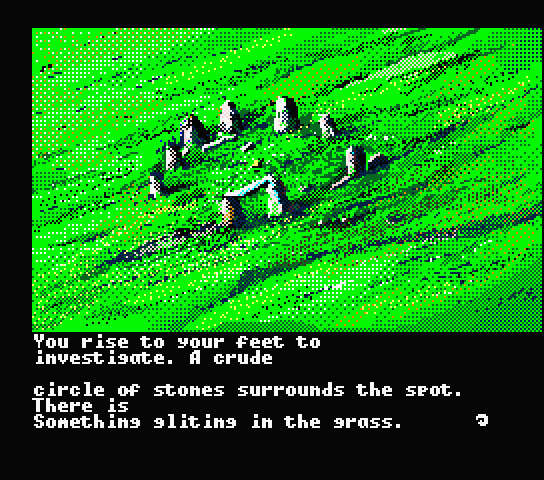 You rise to your feet to
investigate. A crude
circle of stones surrounds the spot.
There is
Something gliting in the grass.